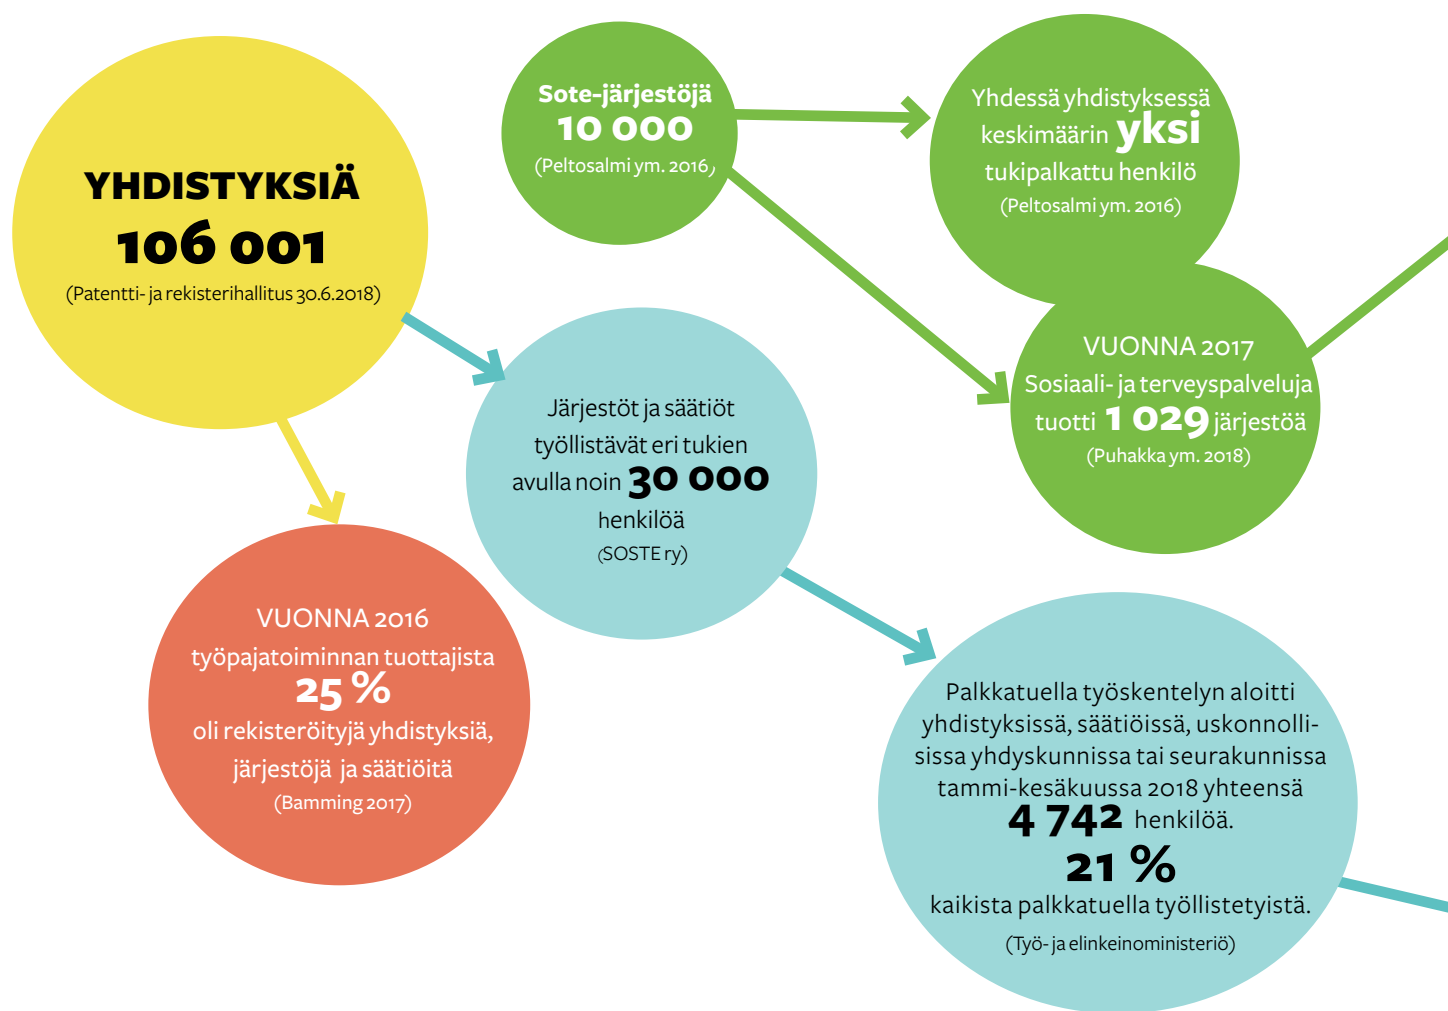 YHDISTYKSIÄ
106 001
(Patentti- ja rekisterihallitus 30.6.2018)
Sote-järjestöjä
10 000
(Peltosalmi ym. 2016)
Yhdessä yhdistyksessä
keskimäärin yksi
tukipalkattu henkilö
(Peltosalmi ym. 2016)
VUONNA 2017
Sosiaali- ja terveyspalveluja
tuotti 1 029 järjestöä
(Puhakka ym. 2018)
Järjestöt ja säätiöt
työllistävät eri tukien
avulla noin 30 000
henkilöä
(SOSTE ry)
VUONNA 2016
työpajatoiminnan tuottajista
25 %
oli rekisteröityjä yhdistyksiä,
järjestöjä ja säätiöitä
(Bamming 2017)
Palkkatuella työskentelyn aloitti
yhdistyksissä, säätiöissä, uskonnolli-
sissa yhdyskunnissa tai seurakunnissa
tammi-kesäkuussa 2018 yhteensä
4 742 henkilöä.
21 %
kaikista palkkatuella työllistetyistä.
(Työ- ja elinkeinoministeriö)